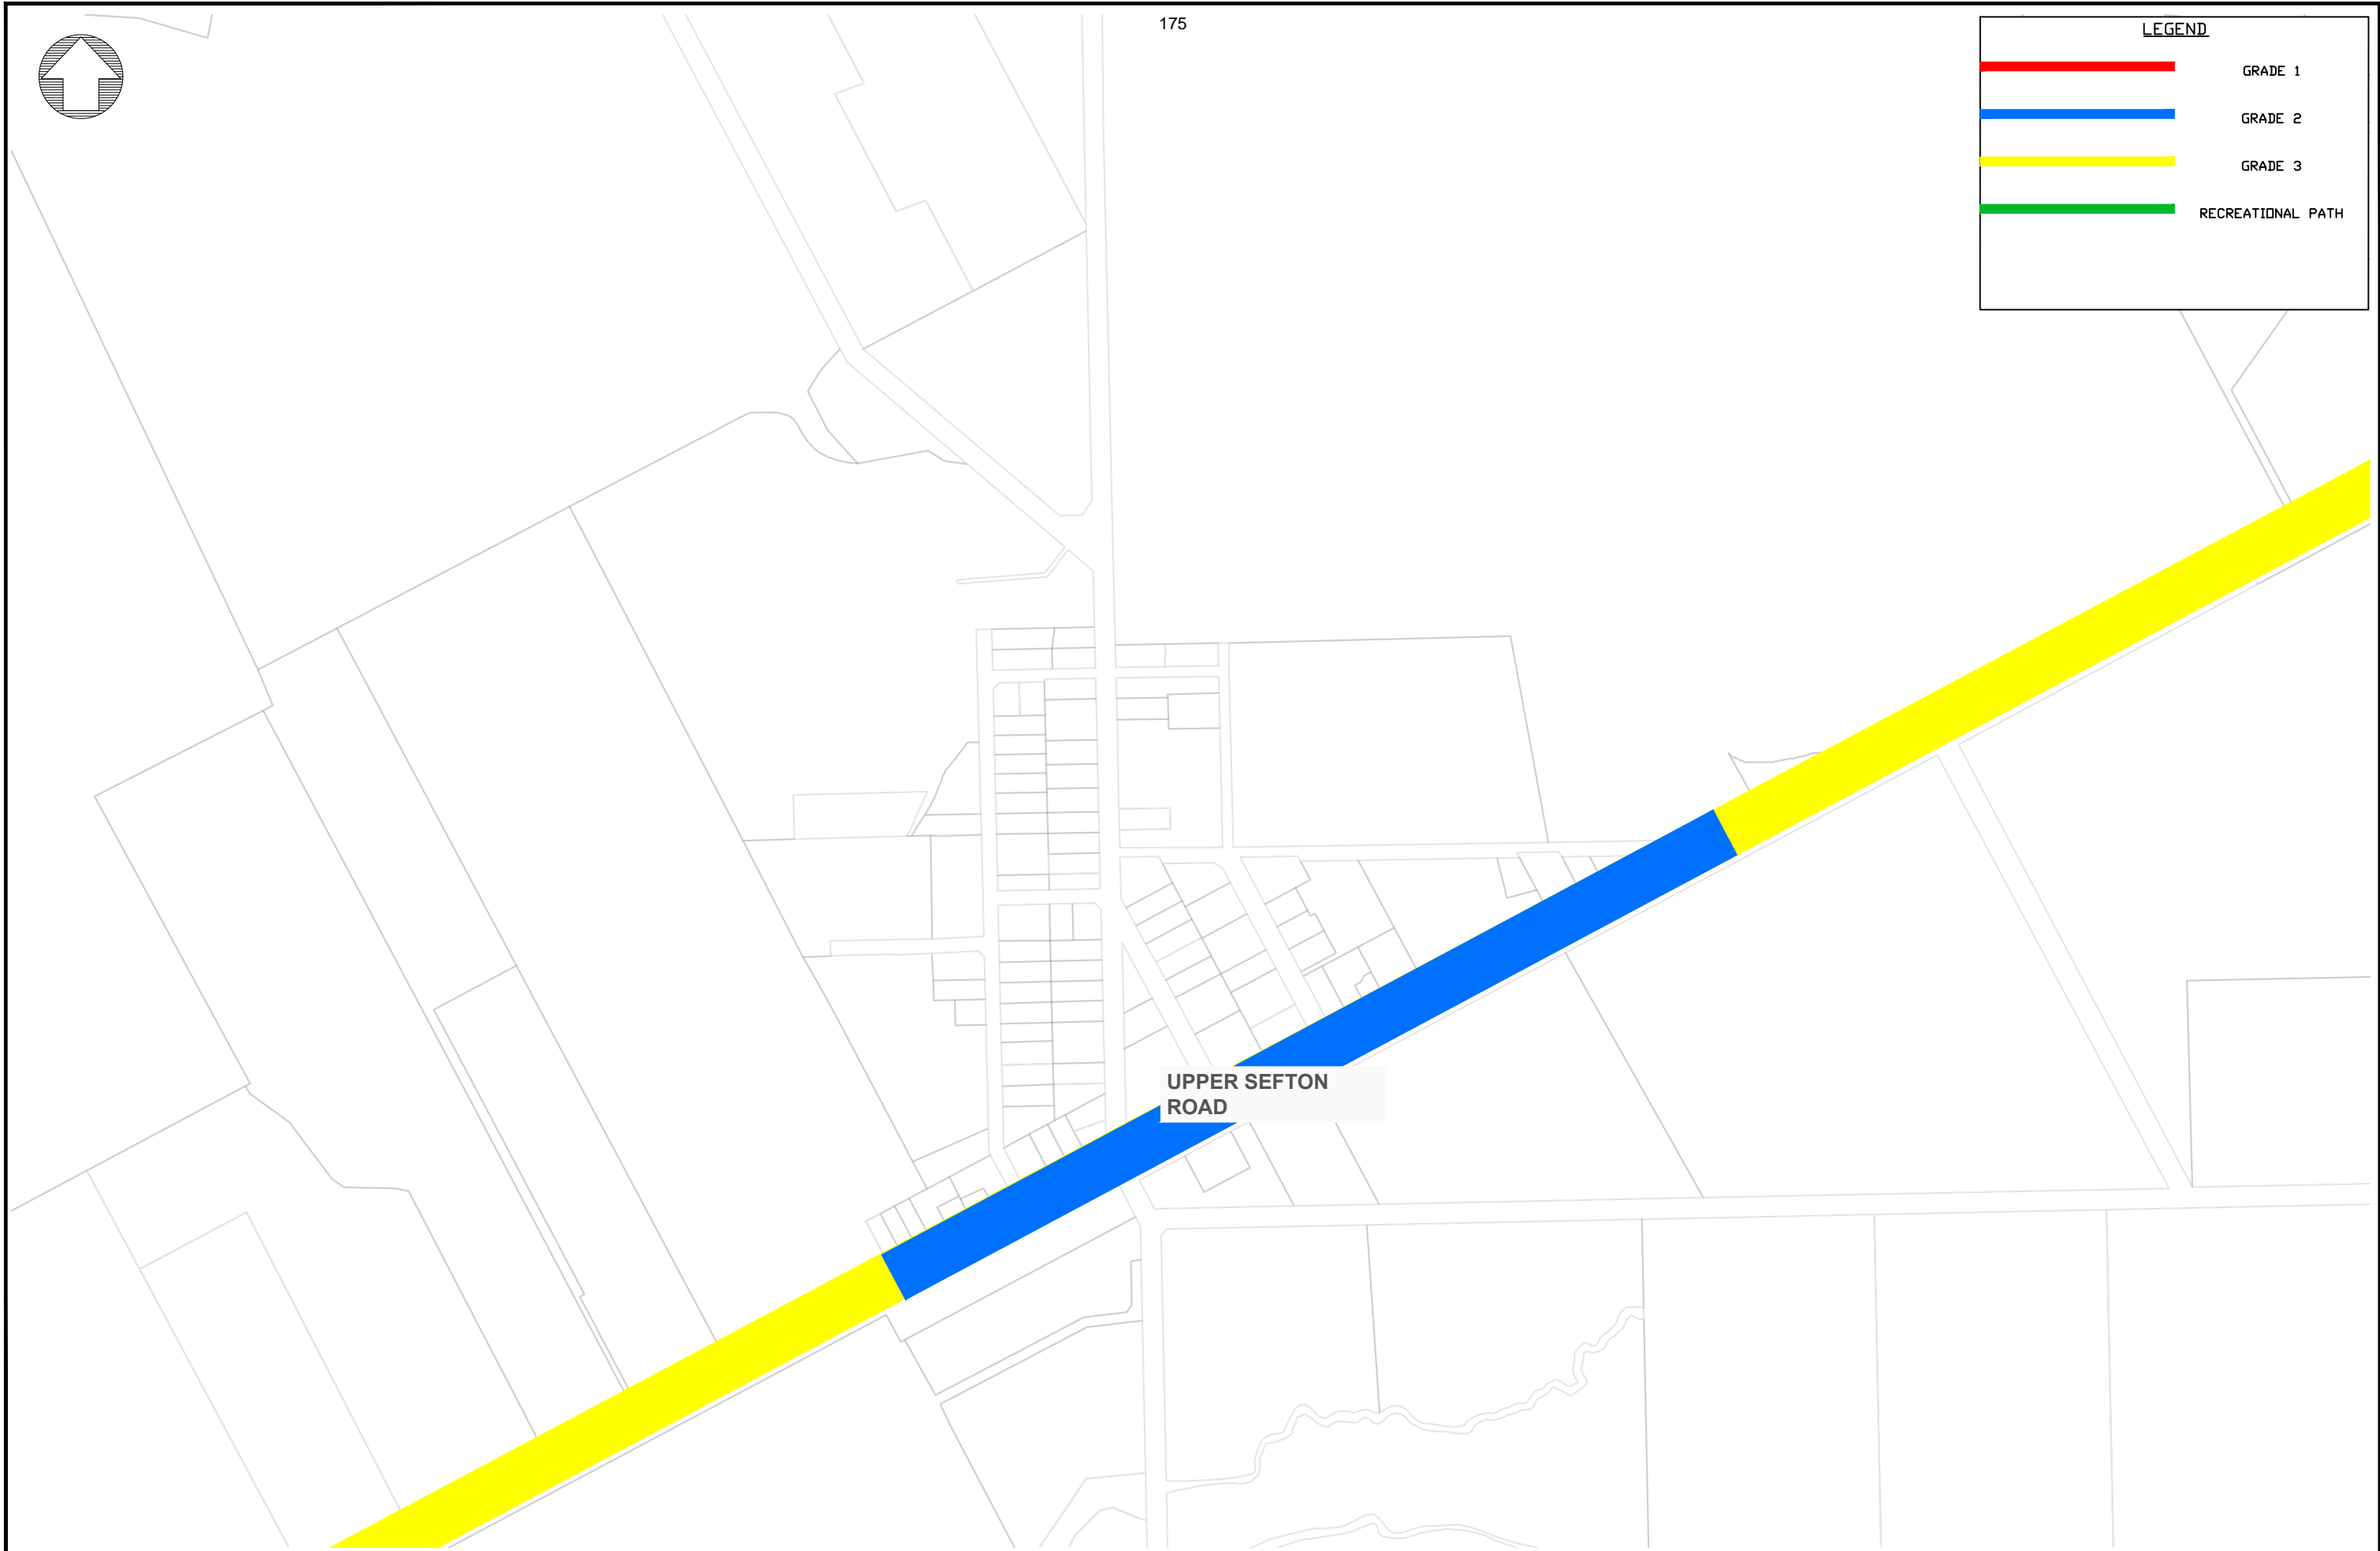 175
LEGEND
GRADE 1
GRADE 2
GRADE 3
RECREATIONAL PATH
UPPER SEFTON
ROAD